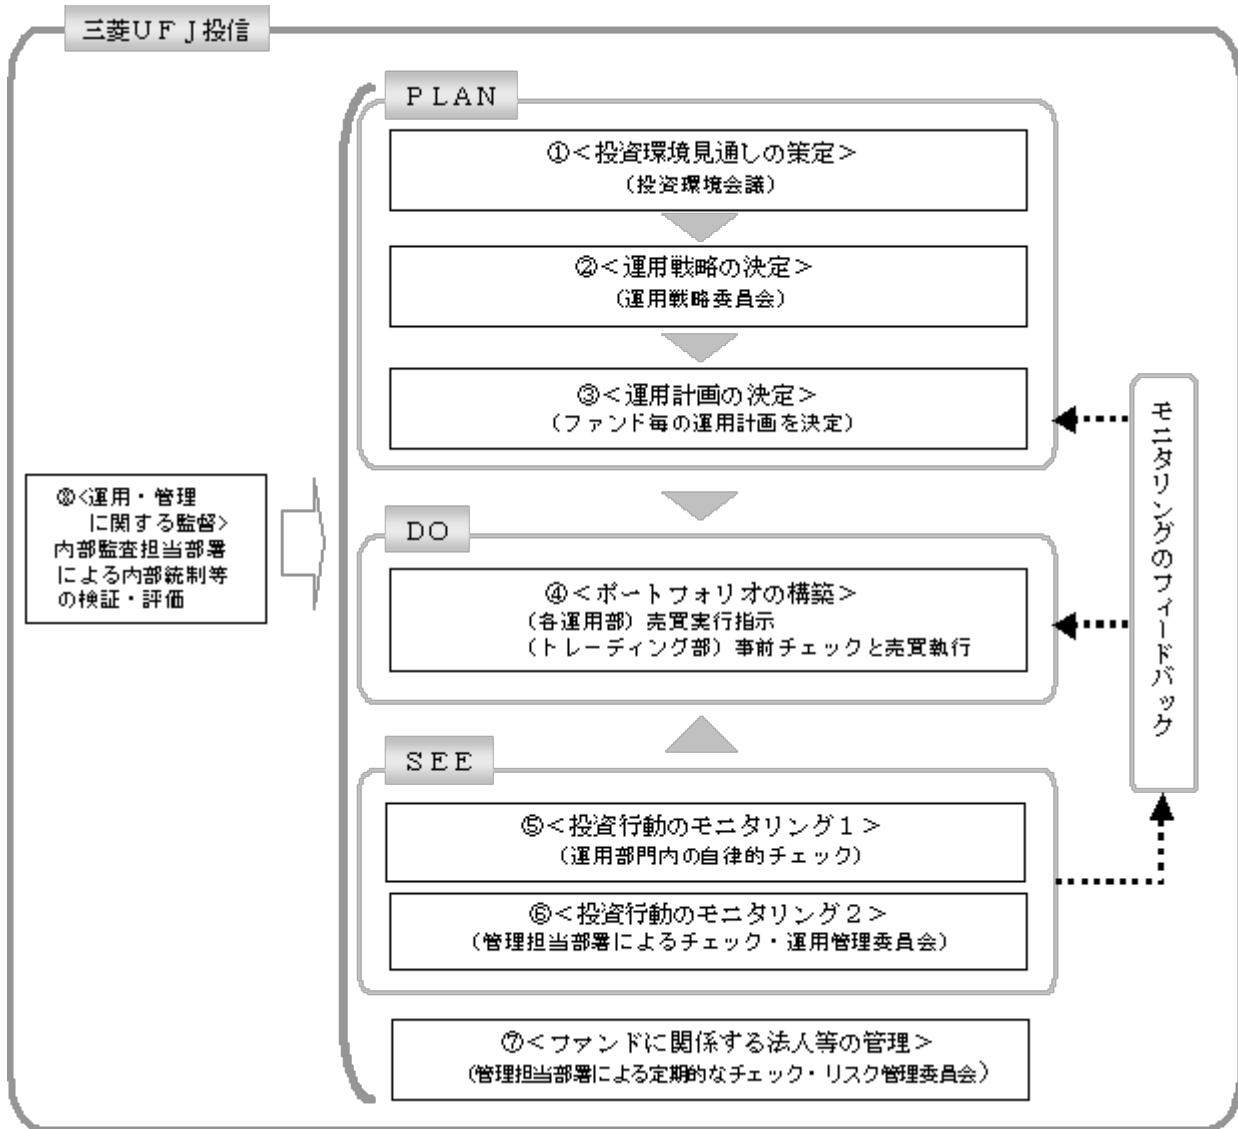 三菱ＵＦＪ投信
ＰＬＡＮ
①＜投資環境見通しの策定＞
（投資環境会議）
②＜運用戦略の決定＞
（運用戦略委員会）
③＜運用計画の決定＞
（ファンド毎の運用計画を決定）
⑧＜運用・管理
に関する監督＞
内部監査担当部署
による内部統制等
の検証・評価
ＤＯ
④＜ポートフォリオの構築＞
（各運用部）売買実行指示
（トレーディング部）事前チェックと売買執行
モニタリングのフィードバック
ＳＥＥ
⑤＜投資行動のモニタリング１＞
（運用部門内の自律的チェック）
⑥＜投資行動のモニタリング２＞
（管理担当部署によるチェック・運用管理委員会）
⑦＜ファンドに関係する法人等の管理＞
（管理担当部署による定期的なチェック・リスク管理委員会）